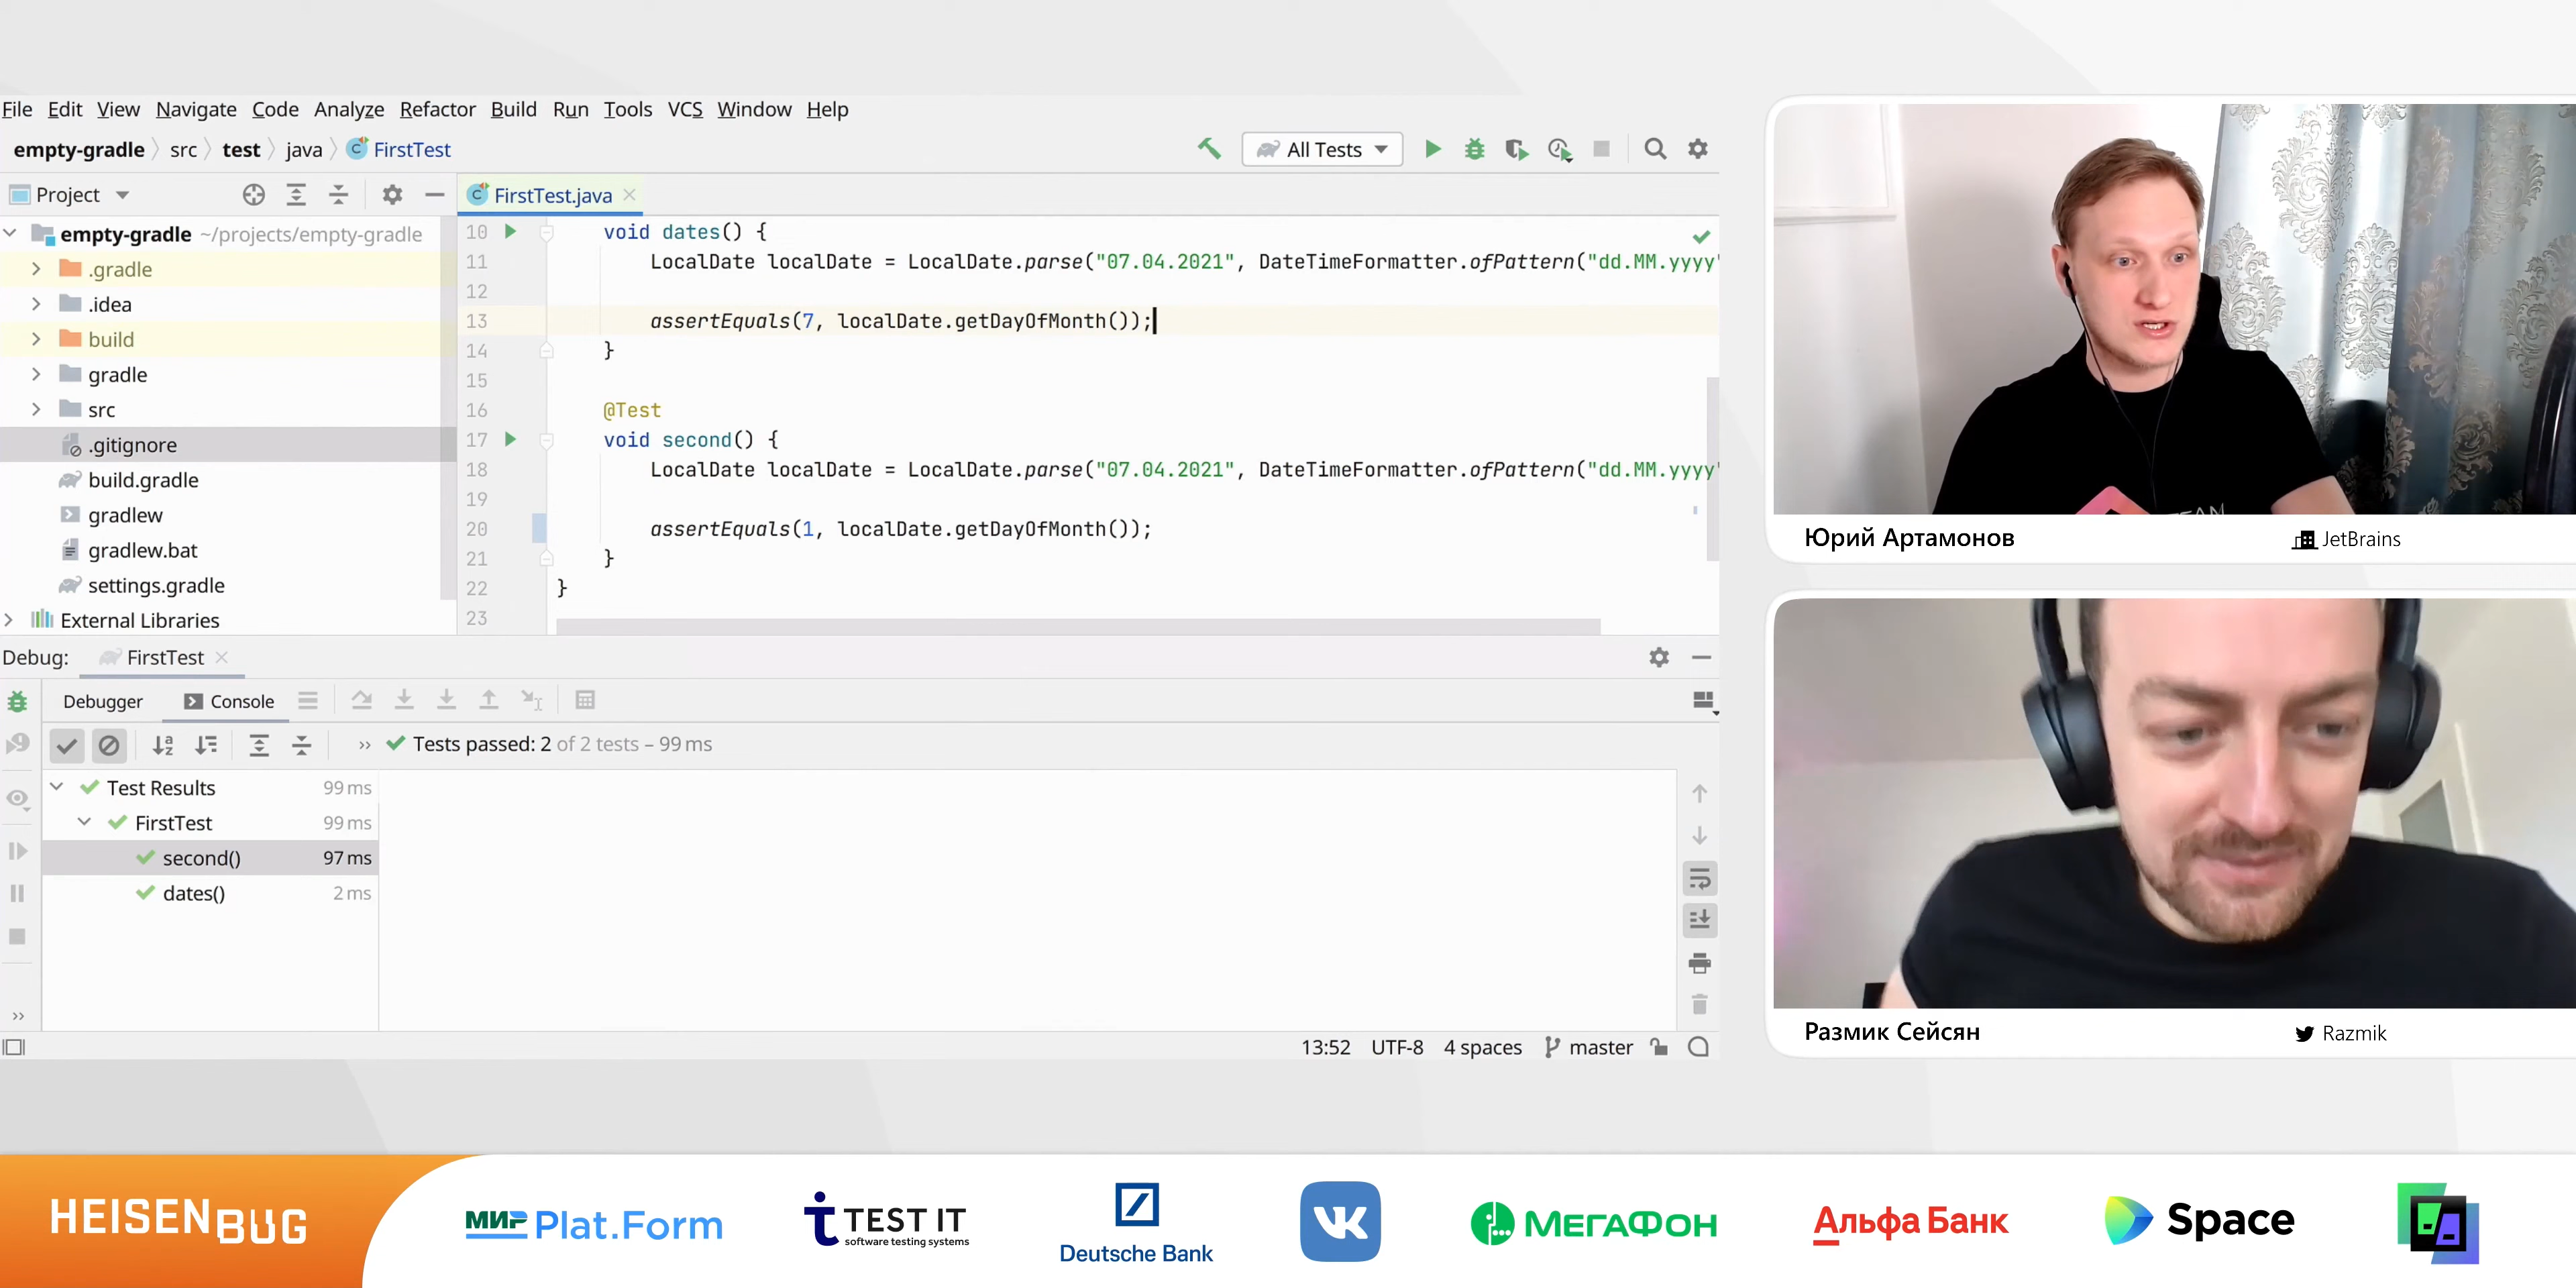 File Edit View Navigate Code Analyze Refactor Build Run Tools VCS Window Help
empty-gradle src test java FirstTest
All Tests
Project
FirstTest.java
empty-gradle ~/projects/empty-gradle
.gradle
.idea
build
gradle
src
.gitignore
build.gradle
gradlew
gradlew.bat
settings.gradle
External Libraries
10 void dates() {
11 LocalDate localDate = LocalDate.parse("07.04.2021", DateTimeFormatter.ofPattern("dd.MM.yyyy"
12
13 assertEquals(7, localDate.getDayOfMonth());
14 }
15
16 @Test
17 void second() {
18 LocalDate localDate = LocalDate.parse("07.04.2021", DateTimeFormatter.ofPattern("dd.MM.yyyy"
19
20 assertEquals(1, localDate.getDayOfMonth());
21 }
22 }
23
Debug: FirstTest
Debugger Console
Tests passed: 2 of 2 tests – 99 ms
Test Results 99 ms
FirstTest 99 ms
second() 97 ms
dates() 2 ms
13:52 UTF-8 4 spaces master
Юрий Артамонов JetBrains
Размик Сейсян Razmik
HEISENBUG
МИР Plat.Form
TEST IT
software testing systems
Deutsche Bank
VK
МЕГАФОН
Альфа Банк
Space